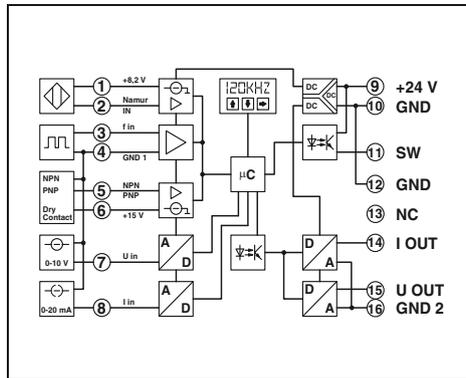 1 +8,2 V
2 Namur
IN
3 f in
4 GND 1
NPN
PNP
Dry
Contact
5 NPN
PNP
6 +15 V
0-10 V
7 U in
0-20 mA
8 I in
A
D
A
D
120KHZ
µC
DC
DC
DC
D
A
D
A
9 +24 V
10 GND
11 SW
12 GND
13 NC
14 I OUT
15 U OUT
16 GND 2